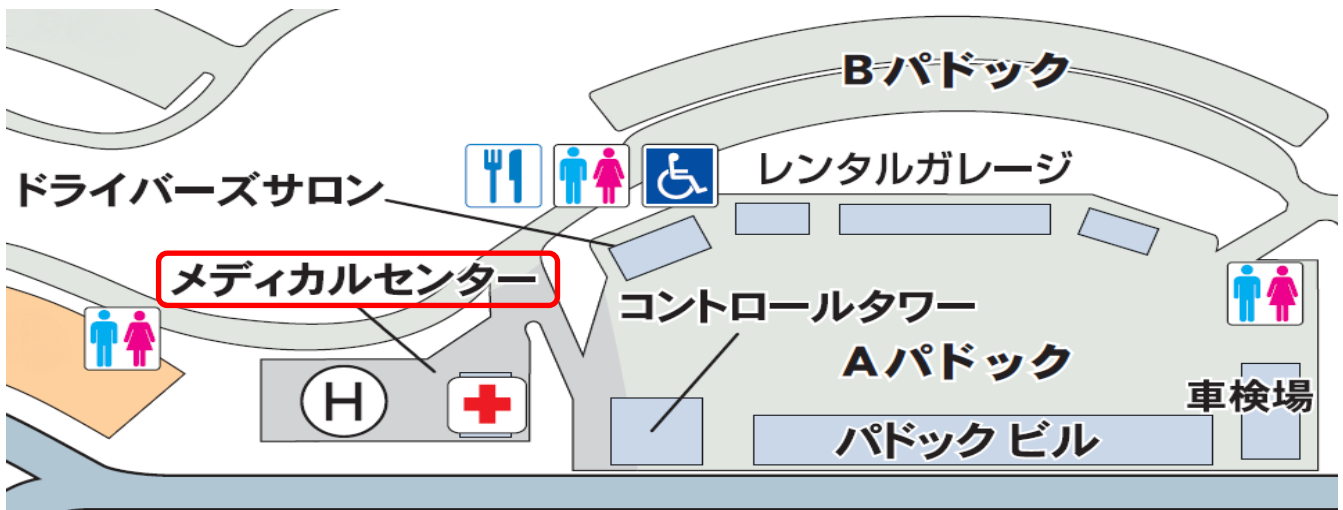 Bパドック
レンタルガレージ
ドライバーズサロン
メディカルセンター
コントロールタワー
Aパドック
車検場
H
パドックビル